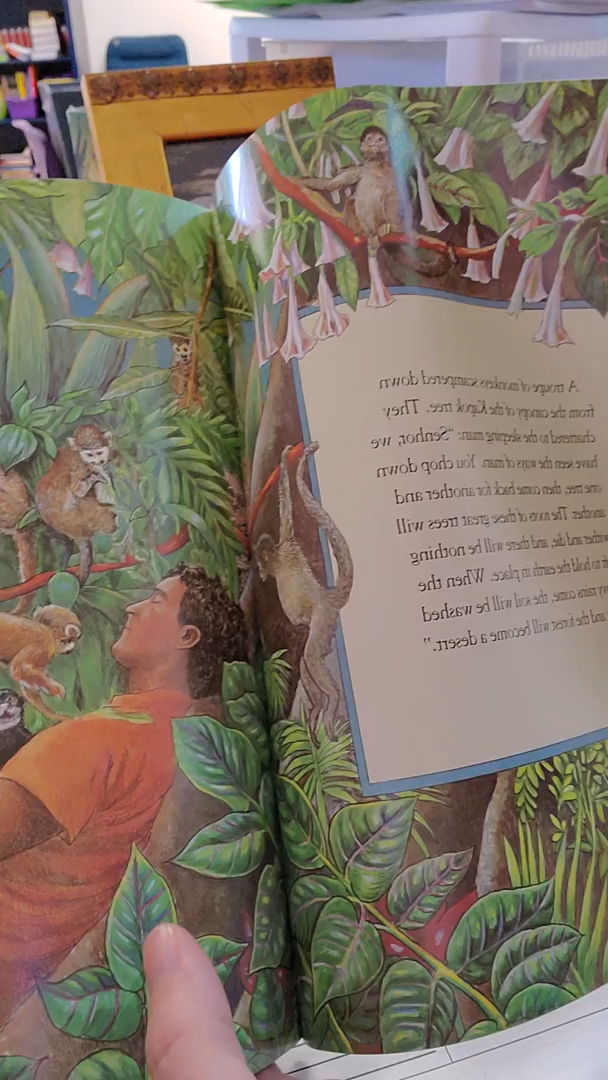 A troupe of monkeys scampered down
from the canopy of the Kapok tree. They
chattered to the sleeping man: "Senhor, we
have seen the ways of man. You chop down
one tree, then come back for another and
another. The roots of these great trees will
wither and die, and there will be nothing
to hold the earth in place. When the
rains come, the soil will be washed
and the forest will become a desert."